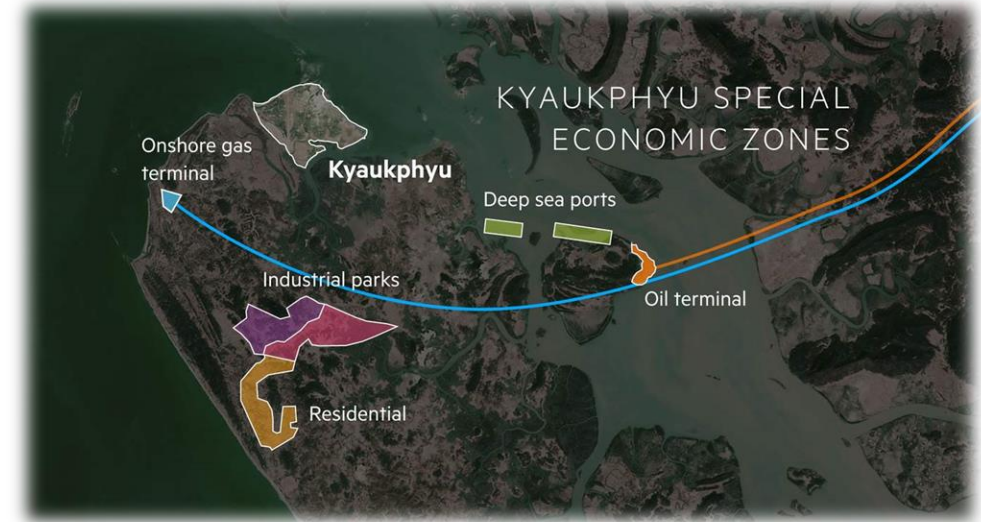 KYAUKPHYU SPECIAL
ECONOMIC ZONES
Onshore gas
terminal
Kyaukphyu
Deep sea ports
Industrial parks
Oil terminal
Residential